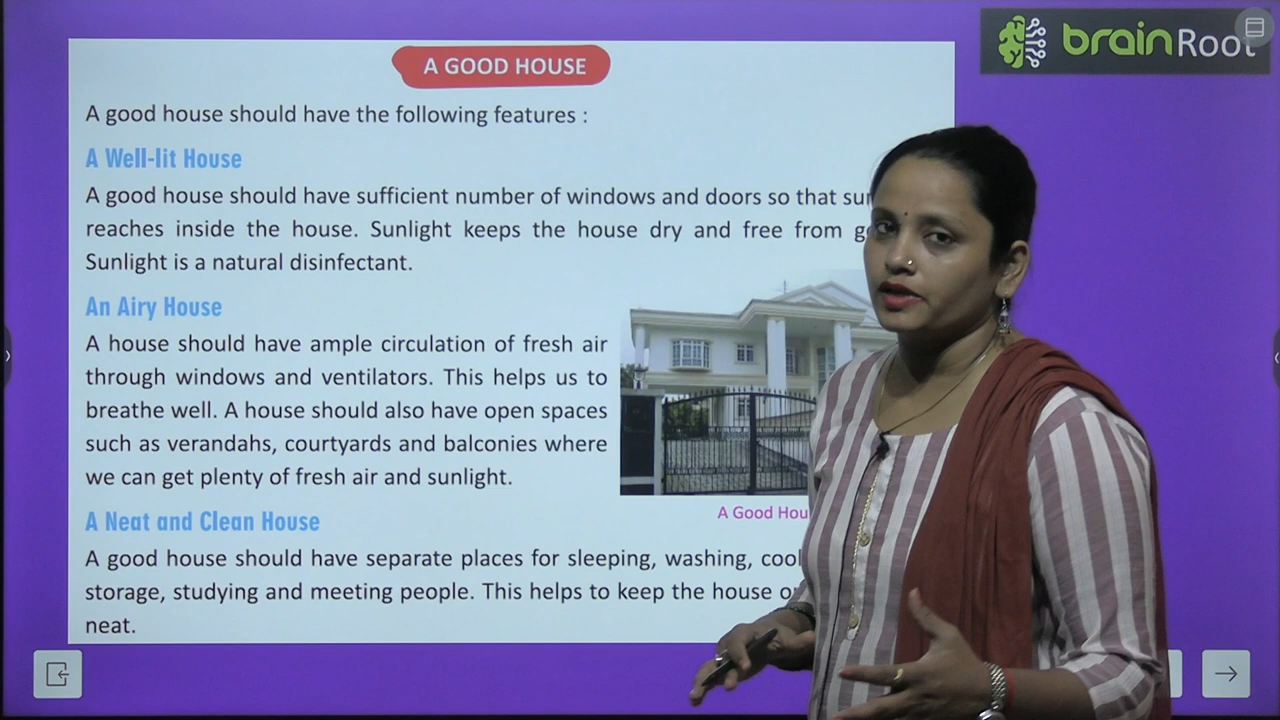 brainRoot
A GOOD HOUSE
A good house should have the following features :
A Well-lit House
A good house should have sufficient number of windows and doors so that
reaches inside the house. Sunlight keeps the house dry and free from
Sunlight is a natural disinfectant.
An Airy House
A house should have ample circulation of fresh air
through windows and ventilators. This helps us to
breathe well. A house should also have open spaces
such as verandahs, courtyards and balconies where
we can get plenty of fresh air and sunlight.
A Good
A Neat and Clean House
A good house should have separate places for sleeping, washing,
storage, studying and meeting people. This helps to keep the house
neat.